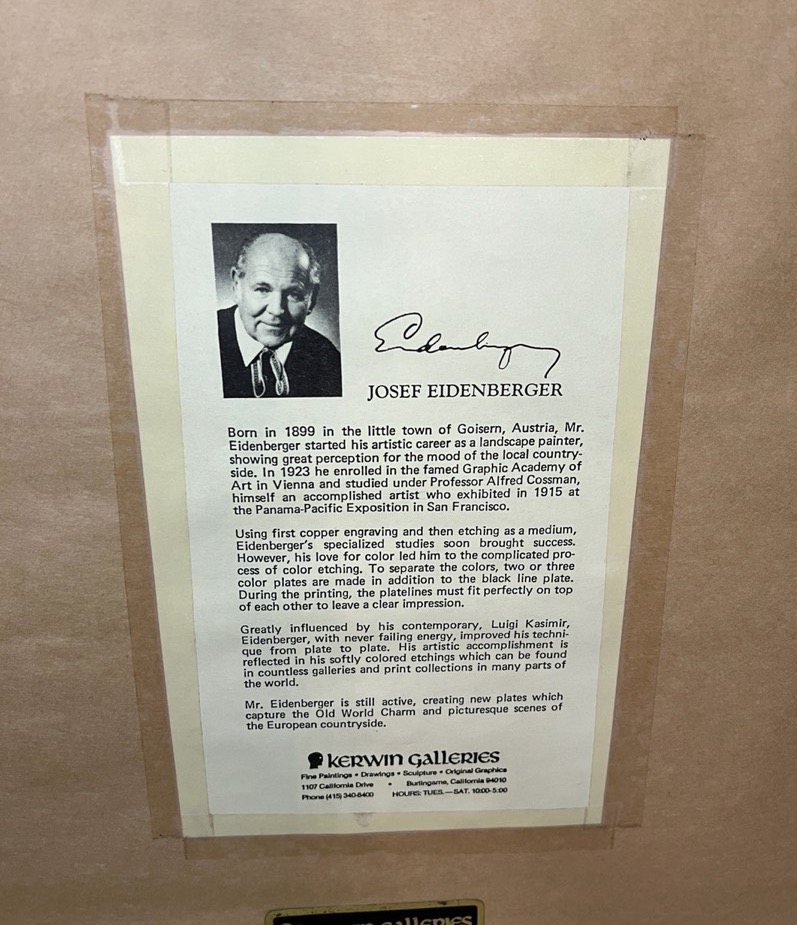 Eidenberger
JOSEF EIDENBERGER
Born in 1899 in the little town of Goisern, Austria, Mr.
Eidenberger started his artistic career as a landscape painter,
showing great perception for the mood of the local country-
side. In 1923 he enrolled in the famed Graphic Academy of
Art in Vienna and studied under Professor Alfred Cossman,
himself an accomplished artist who exhibited in 1915 at
the Panama-Pacific Exposition in San Francisco.
Using first copper engraving and then etching as a medium,
Eidenberger's specialized studies soon brought success.
However, his love for color led him to the complicated pro-
cess of color etching. To separate the colors, two or three
color plates are made in addition to the black line plate.
During the printing, the platelines must fit perfectly on top
of each other to leave a clear impression.
Greatly influenced by his contemporary, Luigi Kasimir,
Eidenberger, with never failing energy, improved his techni-
que from plate to plate. His artistic accomplishment is
reflected in his softly colored etchings which can be found
in countless galleries and print collections in many parts of
the world.
Mr. Eidenberger is still active, creating new plates which
capture the Old World Charm and picturesque scenes of
the European countryside.
KERWIN GALLERIES
Fine Paintings • Drawings • Sculpture • Original Graphics
1107 California Drive • Burlingame, California 94010
Phone (415) 340-8400 HOURS: TUES. — SAT. 10:00-5:00
Galleries